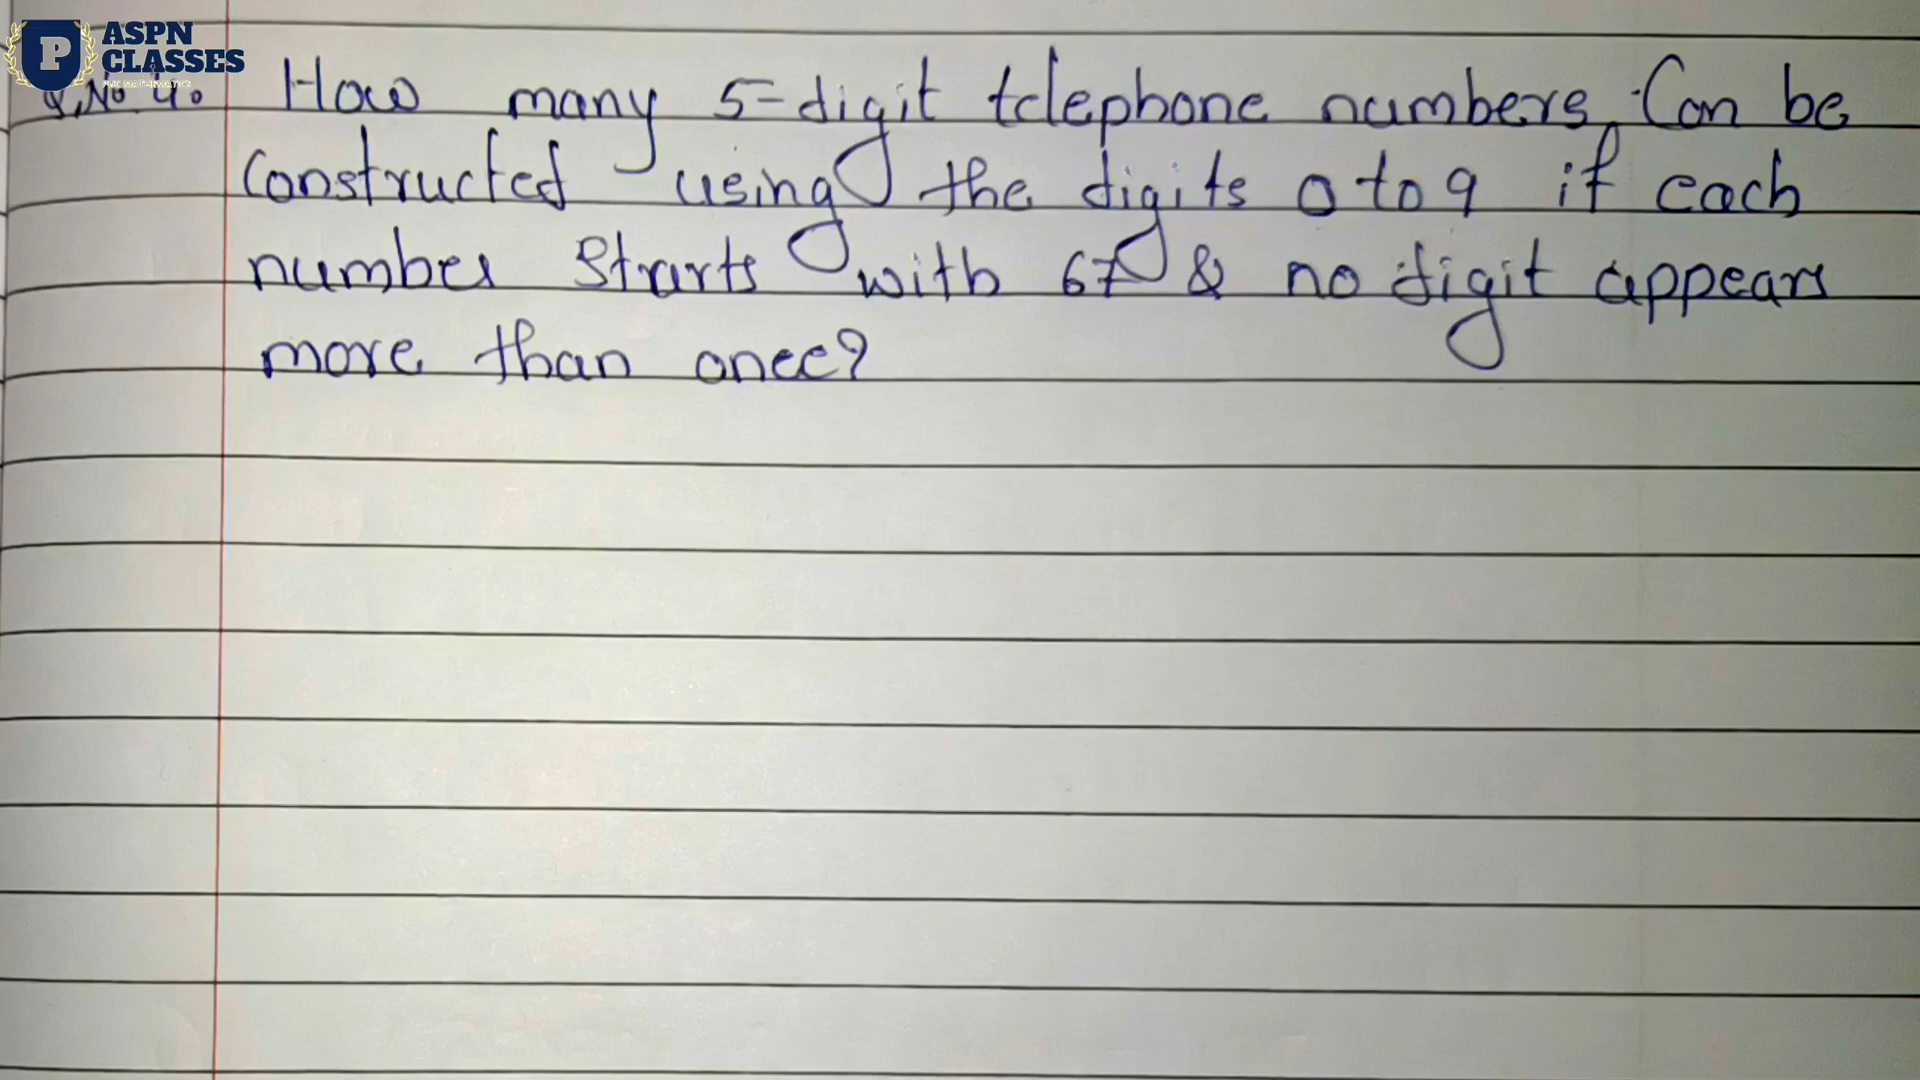 ASPN
CLASSES
Q.No 4. How many 5-digit telephone numbers, Can be
Constructed using the digits 0 to 9 if each
number Starts with 67 & no digit appears
more than once?